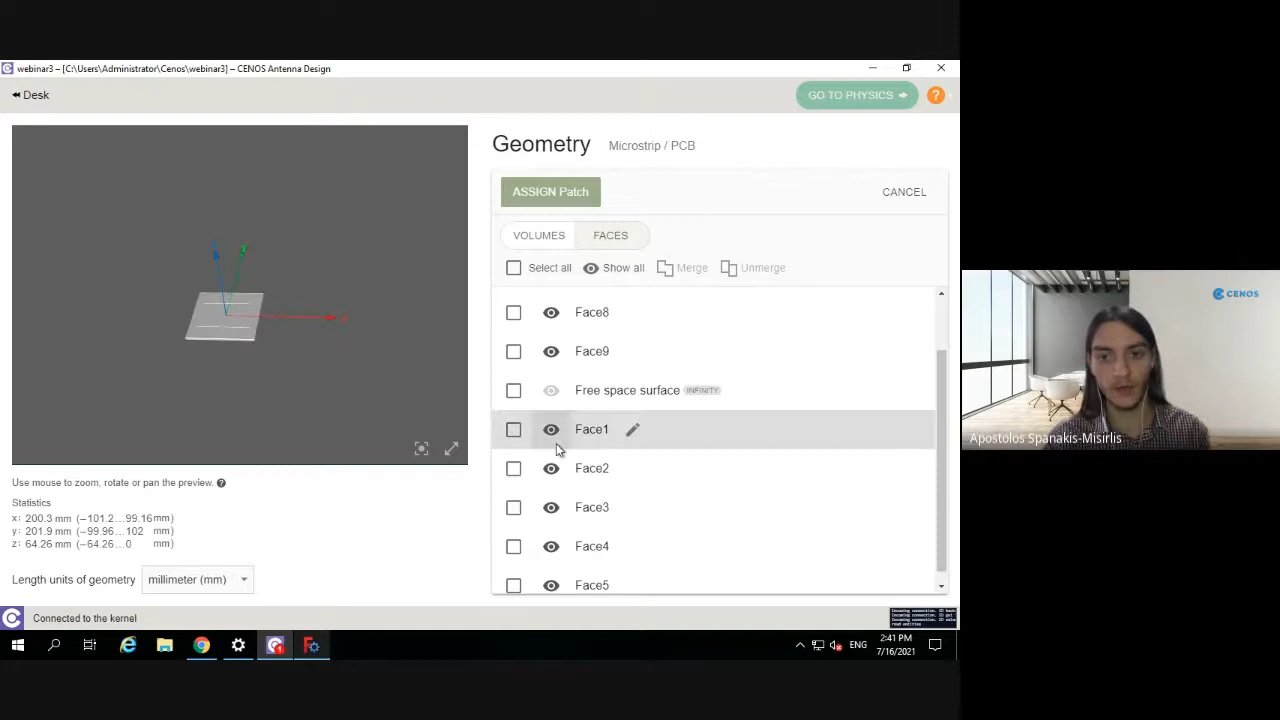 webinar3 – [C:\Users\Administrator\Cenos\webinar3] – CENOS Antenna Design
Desk
GO TO PHYSICS
?
Geometry Microstrip / PCB
ASSIGN Patch
CANCEL
VOLUMES FACES
Select all Show all Merge Unmerge
Face8
Face9
Free space surface INFINITY
Face1
Face2
Face3
Face4
Face5
Use mouse to zoom, rotate or pan the preview. ?
Statistics
x: 200.3 mm (−101.2...99.16mm)
y: 201.9 mm (−99.96...102 mm)
z: 64.26 mm (−64.26...0 mm)
Length units of geometry millimeter (mm)
Connected to the kernel
ENG
2:41 PM
7/16/2021
CENOS
Apostolos Spanakis-Misirlis